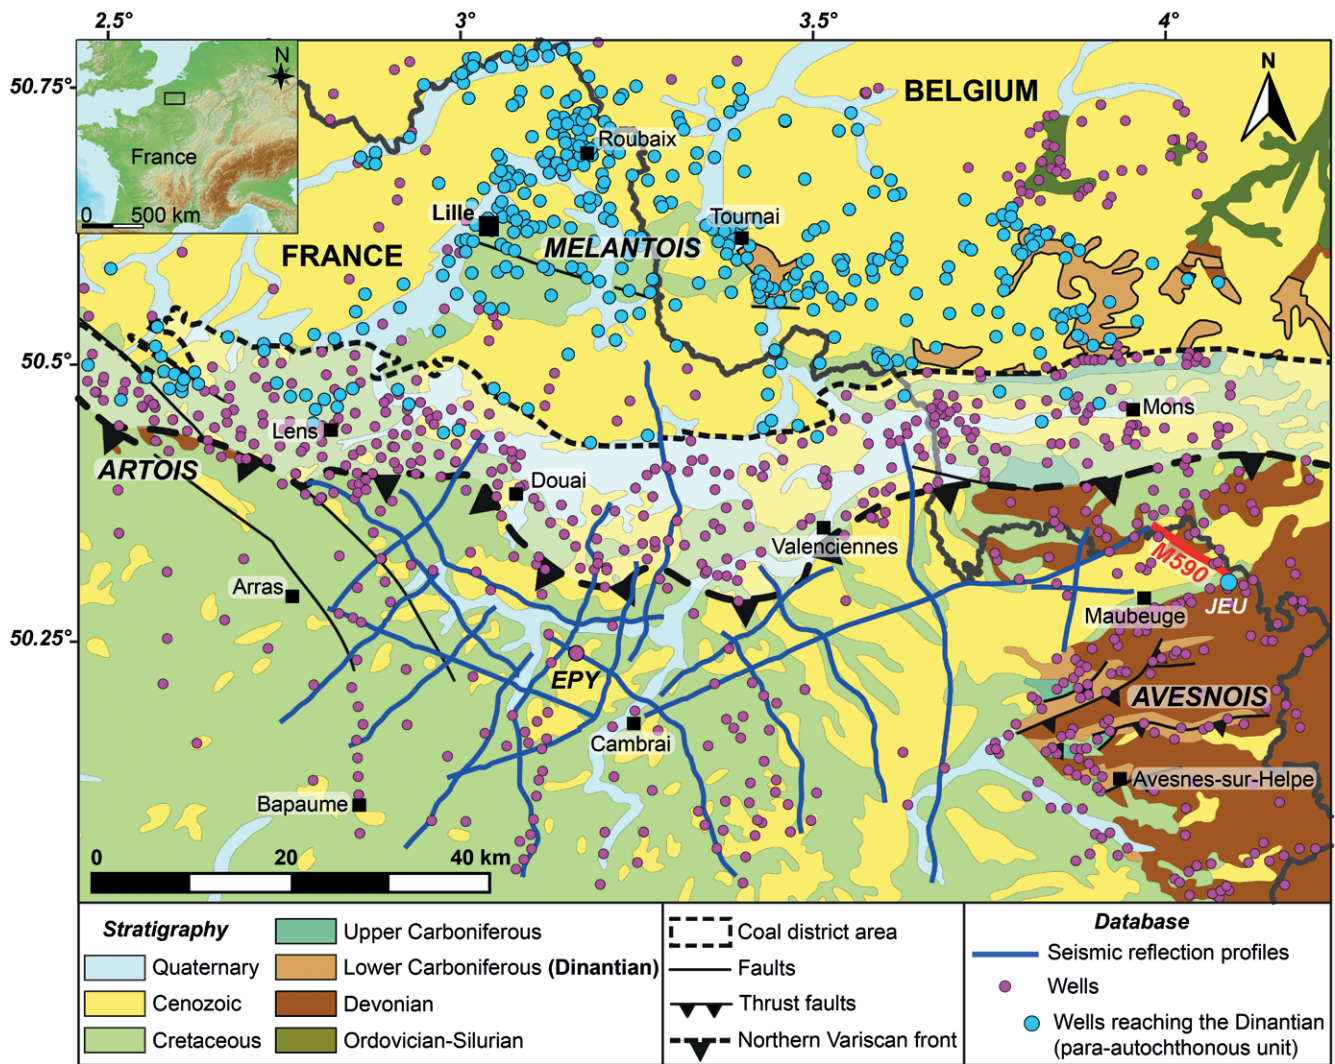 2.5°
3°
3.5°
4°
50.75°
50.5°
50.25°
N
France
0
500 km
N
BELGIUM
FRANCE
Roubaix
Lille
Tournai
MELANTOIS
Lens
Mons
ARTOIS
Douai
Valenciennes
M590
Arras
Maubeuge
JEU
EPY
AVESNOIS
Cambrai
Bapaume
Avesnes-sur-Helpe
0
20
40 km
Stratigraphy
Quaternary
Cenozoic
Cretaceous
Upper Carboniferous
Lower Carboniferous (Dinantian)
Devonian
Ordovician-Silurian
Coal district area
Faults
Thrust faults
Northern Variscan front
Database
Seismic reflection profiles
Wells
Wells reaching the Dinantian
(para-autochthonous unit)